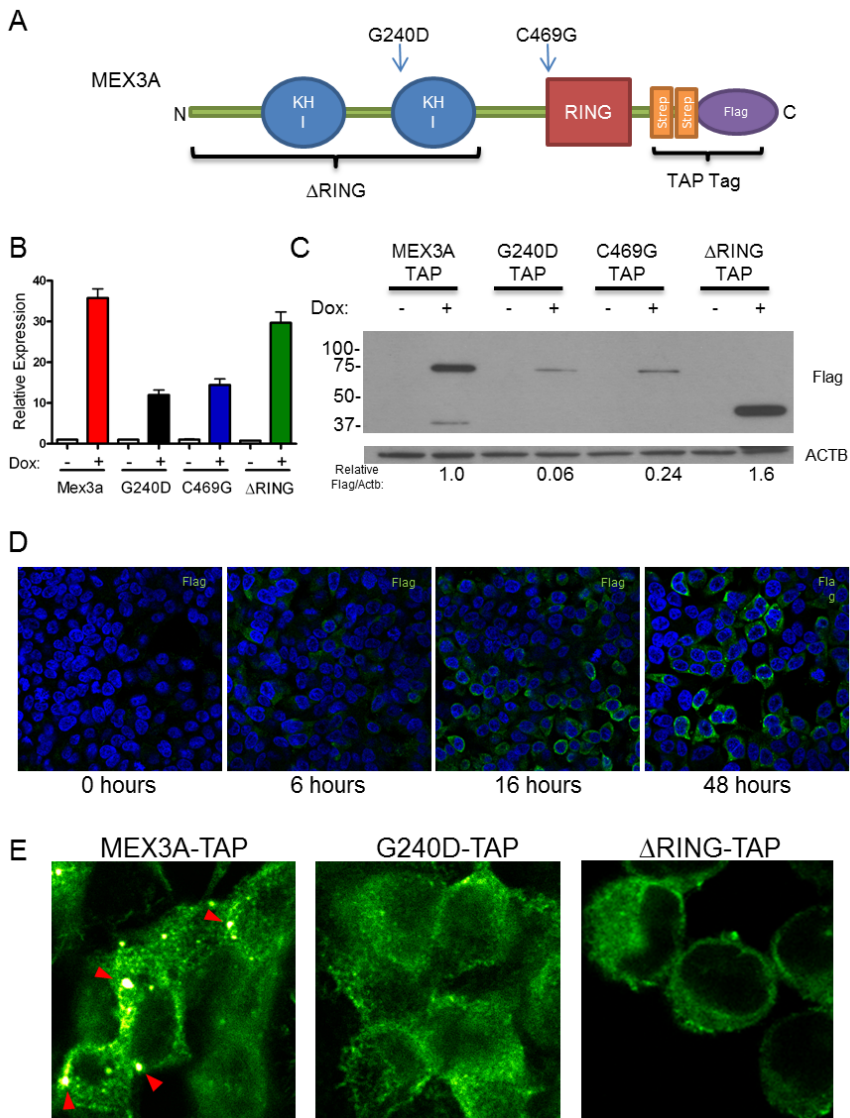 A
G240D C469G
MEX3A
N
KH
I
KH
I
RING
Strep
Strep
Flag
C
ΔRING
TAP Tag
B
Relative Expression
40
30
20
10
0
Dox: - + - + - + - +
Mex3a G240D C469G ΔRING
C
MEX3A
TAP
G240D
TAP
C469G
TAP
ΔRING
TAP
Dox: - + - + - + - +
100-
75-
50-
37-
Flag
ACTB
Relative
Flag/Actb:
1.0 0.06 0.24 1.6
D
Flag
Flag
Flag
Fla
g
0 hours 6 hours 16 hours 48 hours
E
MEX3A-TAP G240D-TAP ΔRING-TAP